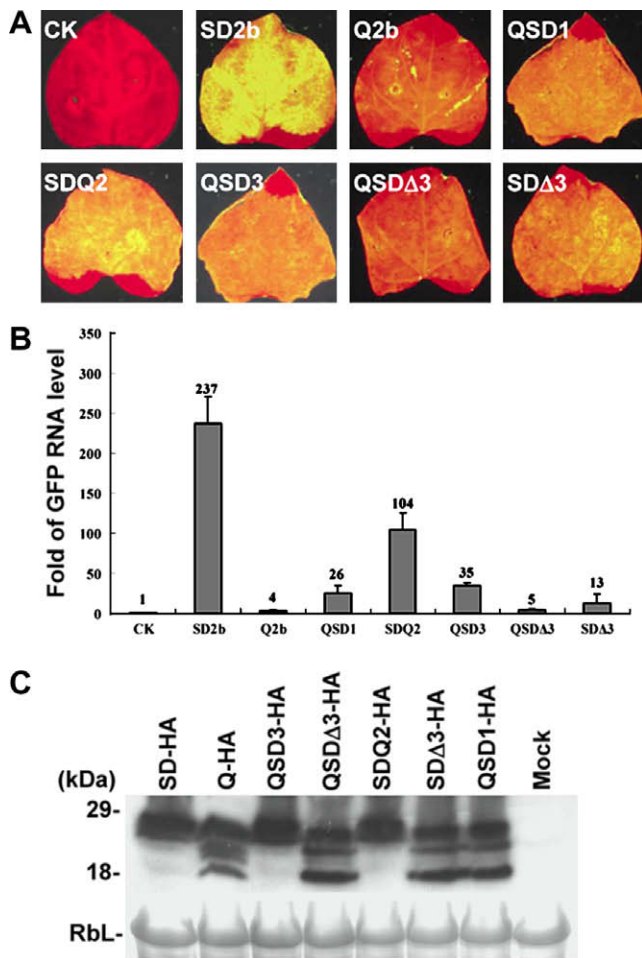 A
CK SD2b Q2b QSD1
SDQ2 QSD3 QSDΔ3 SDΔ3
B
Fold of GFP RNA level
350
300
250
200
150
100
50
0
1 237 4 26 104 35 5 13
CK SD2b Q2b QSD1 SDQ2 QSD3 QSDΔ3 SDΔ3
C
(kDa) SD-HA Q-HA QSD3-HA QSDΔ3-HA SDQ2-HA SDΔ3-HA QSD1-HA Mock
29-
18-
RbL-